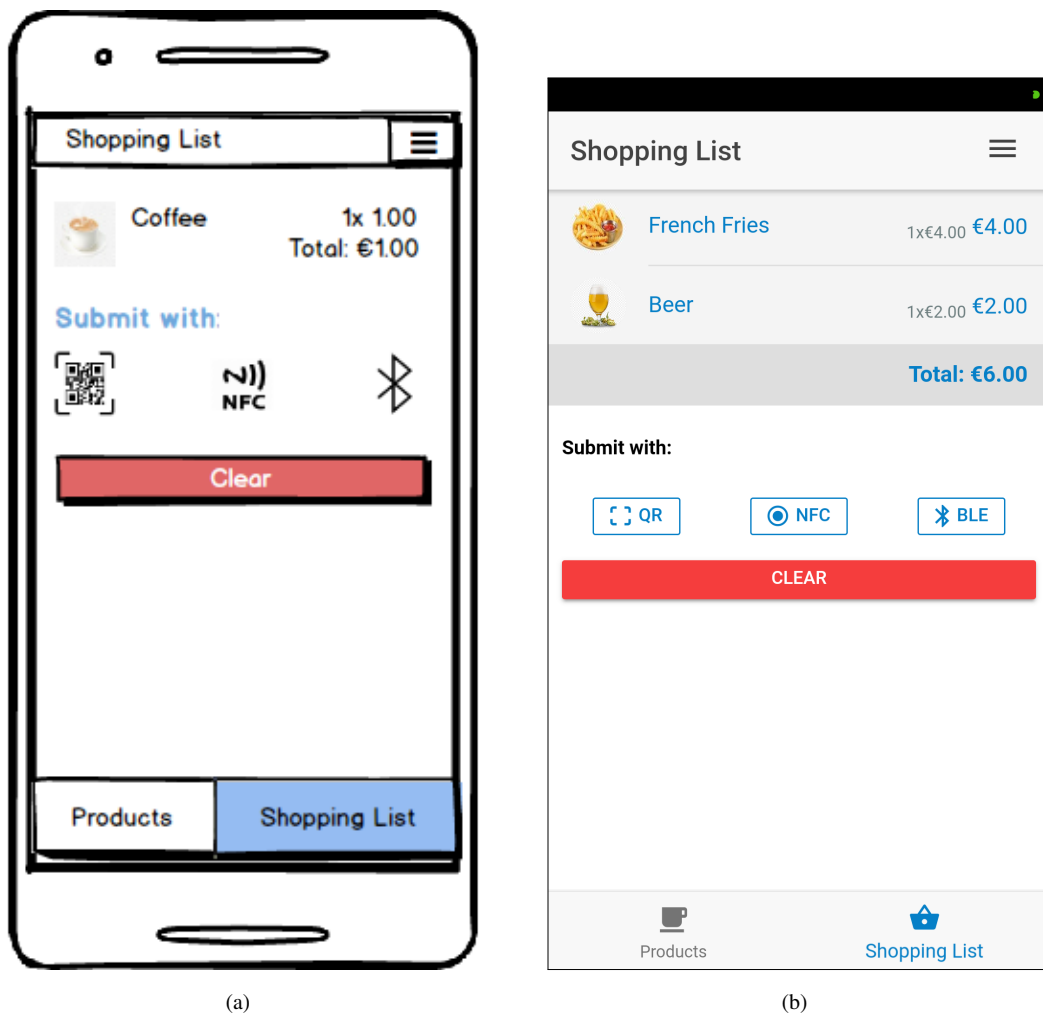 Shopping List
Coffee 1x 1.00
Total: €1.00
Submit with:
NFC
Clear
Products Shopping List
(a)
Shopping List
French Fries 1x€4.00 €4.00
Beer 1x€2.00 €2.00
Total: €6.00
Submit with:
QR NFC BLE
CLEAR
Products Shopping List
(b)